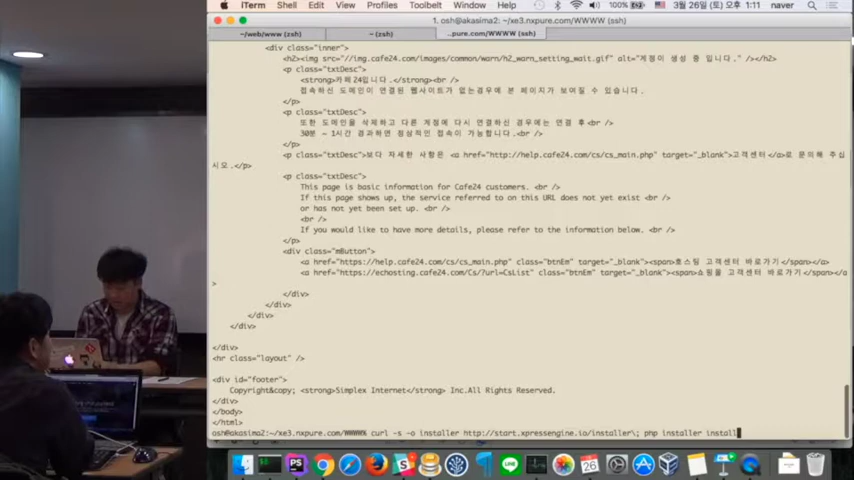 iTerm2 Shell Edit View Profiles Toolbelt Window Help 100% 3월 26일 토 1:11 naver
1. osh@akasima2: ~/xe3.nxpure.com/WWWW (ssh)
~/web/www (zsh) ~ (zsh) ..pure.com/WWWW (ssh)
<div class="inner">
<h2><img src="//img.cafe24.com/images/common/warn/h2_warn_setting_wait.gif" alt="계정이 생성 중 입니다." /></h2>
<p class="txtDesc">
<strong>카페24입니다.</strong><br />
접속하신 도메인이 연결된 웹사이트가 없는경우에 본 페이지가 보여질 수 있습니다.
</p>
<p class="txtDesc">
또한 도메인을 삭제하고 다른 계정에 다시 연결하신 경우에는 연결 후<br />
30분 ~ 1시간 경과하면 정상적인 접속이 가능합니다.<br />
</p>
<p class="txtDesc">보다 자세한 사항은 <a href="http://help.cafe24.com/cs/cs_main.php" target="_blank">고객센터</a>로 문의해 주십
시오.</p>
<p class="txtDesc">
This page is basic information for Cafe24 customers. <br />
If this page shows up, the service referred to on this URL does not yet exist <br />
or has not yet been set up. <br />
<br />
If you would like to have more details, please refer to the information below. <br />
</p>
<div class="mButton">
<a href="https://help.cafe24.com/cs/cs_main.php" class="btnEm" target="_blank"><span>호스팅 고객센터 바로가기</span></a>
<a href="https://echosting.cafe24.com/Cs/?url=CsList" class="btnEm" target="_blank"><span>쇼핑몰 고객센터 바로가기</span></a
>
</div>
</div>
</div>
</div>
</div>
<hr class="layout" />
<div id="footer">
Copyright&copy; <strong>Simplex Internet</strong> Inc.All Rights Reserved.
</div>
</body>
</html>
osh@akasima2:~/xe3.nxpure.com/WWWW% curl -s -o installer http://start.xpressengine.io/installer\; php installer install